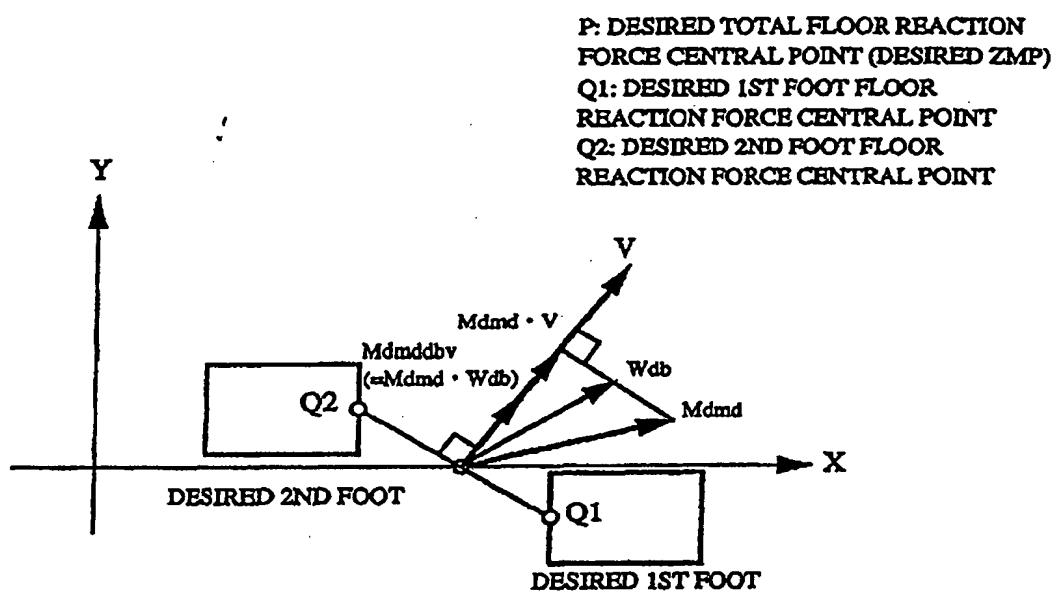 P: DESIRED TOTAL FLOOR REACTION
FORCE CENTRAL POINT (DESIRED ZMP)
Q1: DESIRED 1ST FOOT FLOOR
REACTION FORCE CENTRAL POINT
Q2: DESIRED 2ND FOOT FLOOR
REACTION FORCE CENTRAL POINT
Y
V
Mdmd · V
Mdmddbv
(=Mdmd · Wdb)
Wdb
Q2
Mdmd
X
DESIRED 2ND FOOT
Q1
DESIRED 1ST FOOT